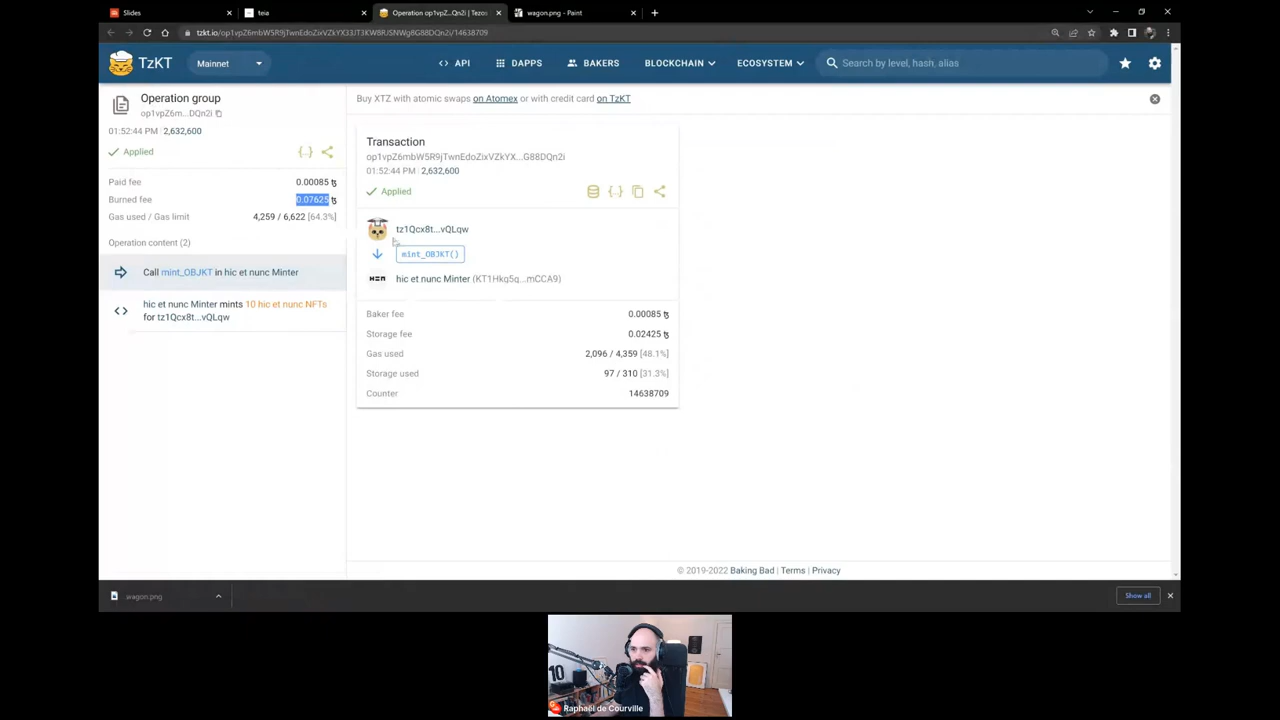 Slides
teia
Operation op1vpZ...Qn2i | Tezos
wagon.png - Paint
tzkt.io/op1vpZ6mbW5R9jTwnEdoZixVZkYX33JT3KW8RJSNWg8G88DQn2i/14638709
TzKT
Mainnet
API
DAPPS
BAKERS
BLOCKCHAIN
ECOSYSTEM
Search by level, hash, alias
Operation group
op1vpZ6m...DQn2i
01:52:44 PM 2,632,600
Applied
Paid fee 0.00085 ꜩ
Burned fee 0.07625 ꜩ
Gas used / Gas limit 4,259 / 6,622 [64.3%]
Operation content (2)
Call mint_OBJKT in hic et nunc Minter
hic et nunc Minter mints 10 hic et nunc NFTs
for tz1Qcx8t...vQLqw
Buy XTZ with atomic swaps on Atomex or with credit card on TzKT
Transaction
op1vpZ6mbW5R9jTwnEdoZixVZkYX...G88DQn2i
01:52:44 PM 2,632,600
Applied
tz1Qcx8t...vQLqw
mint_OBJKT()
HEN
hic et nunc Minter (KT1Hkg5q...mCCA9)
Baker fee 0.00085 ꜩ
Storage fee 0.02425 ꜩ
Gas used 2,096 / 4,359 [48.1%]
Storage used 97 / 310 [31.3%]
Counter 14638709
© 2019-2022 Baking Bad | Terms | Privacy
wagon.png
Show all
10
Raphaël de Courville